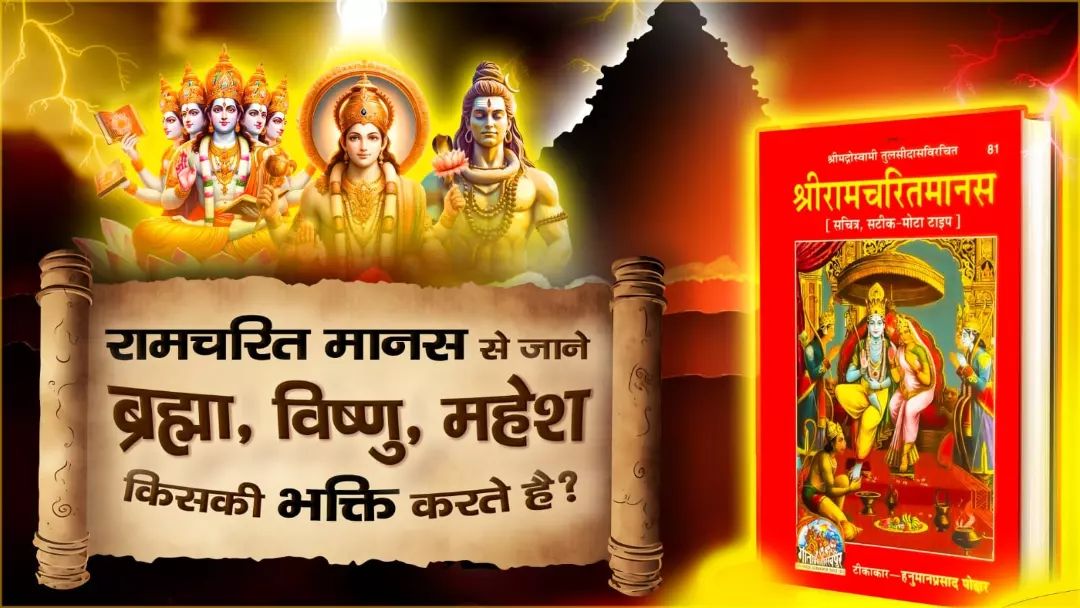 रामचरित मानस से जाने
ब्रह्मा, विष्णु, महेश
किसकी भक्ति करते है?
श्रीमद्गोस्वामी तुलसीदासविरचित 81
श्रीरामचरितमानस
[ सचित्र, सटीक-मोटा टाइप ]
टीकाकार—हनुमानप्रसाद पोद्दार